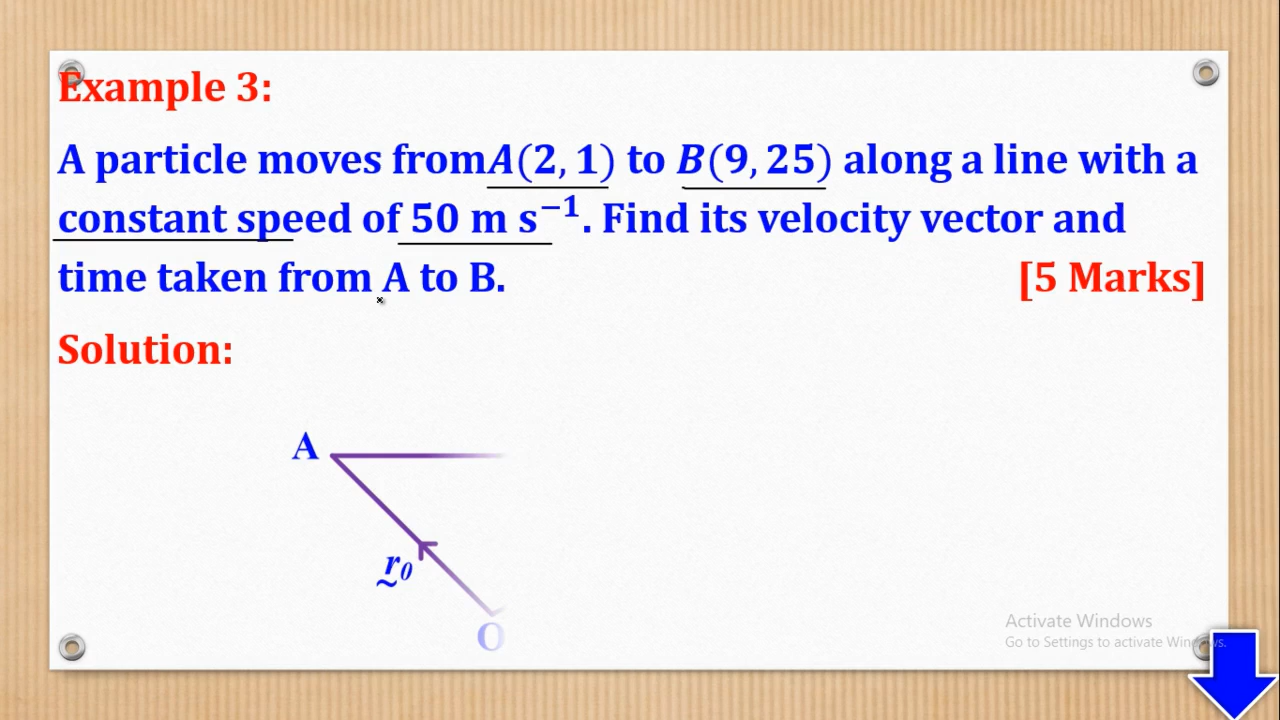 Example 3:
A particle moves fromA(2, 1) to B(9, 25) along a line with a
constant speed of 50 m s⁻¹. Find its velocity vector and
time taken from A to B. [5 Marks]
Solution:
A
r₀
O
Activate Windows
Go to Settings to activate Windows.